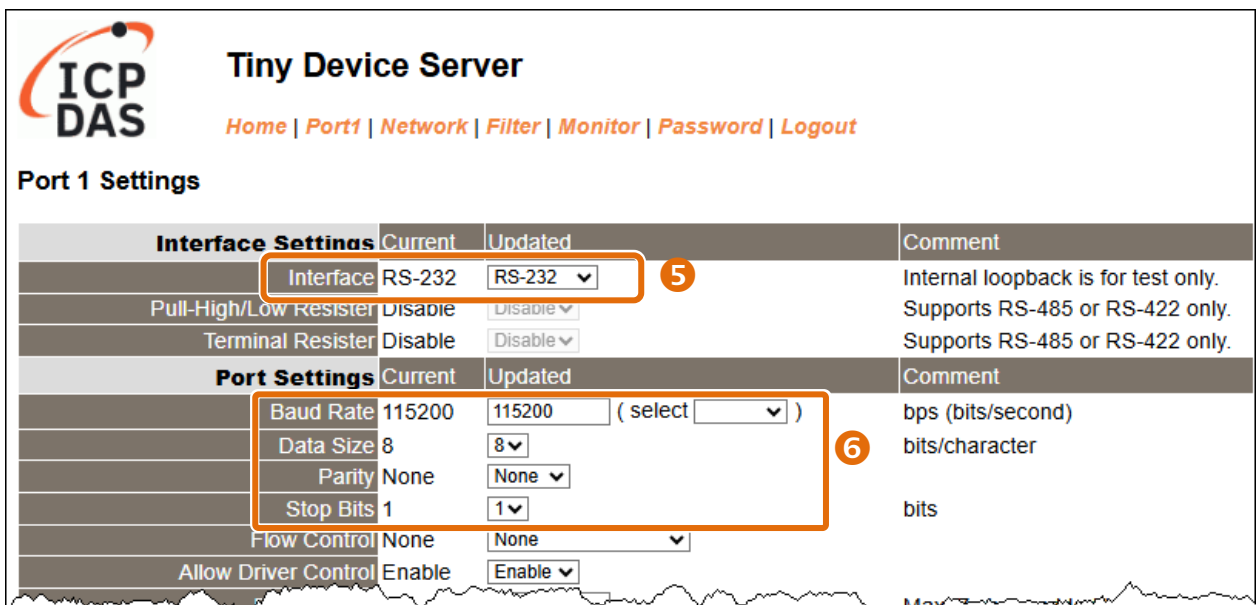 ICP
DAS
Tiny Device Server
Home | Port1 | Network | Filter | Monitor | Password | Logout
Port 1 Settings
Interface Settings Current Updated Comment
Interface RS-232 RS-232 5 Internal loopback is for test only.
Pull-High/Low Resister Disable Disable Supports RS-485 or RS-422 only.
Terminal Resister Disable Disable Supports RS-485 or RS-422 only.
Port Settings Current Updated Comment
Baud Rate 115200 115200 ( select ) bps (bits/second)
Data Size 8 8 6 bits/character
Parity None None
Stop Bits 1 1 bits
Flow Control None None
Allow Driver Control Enable Enable